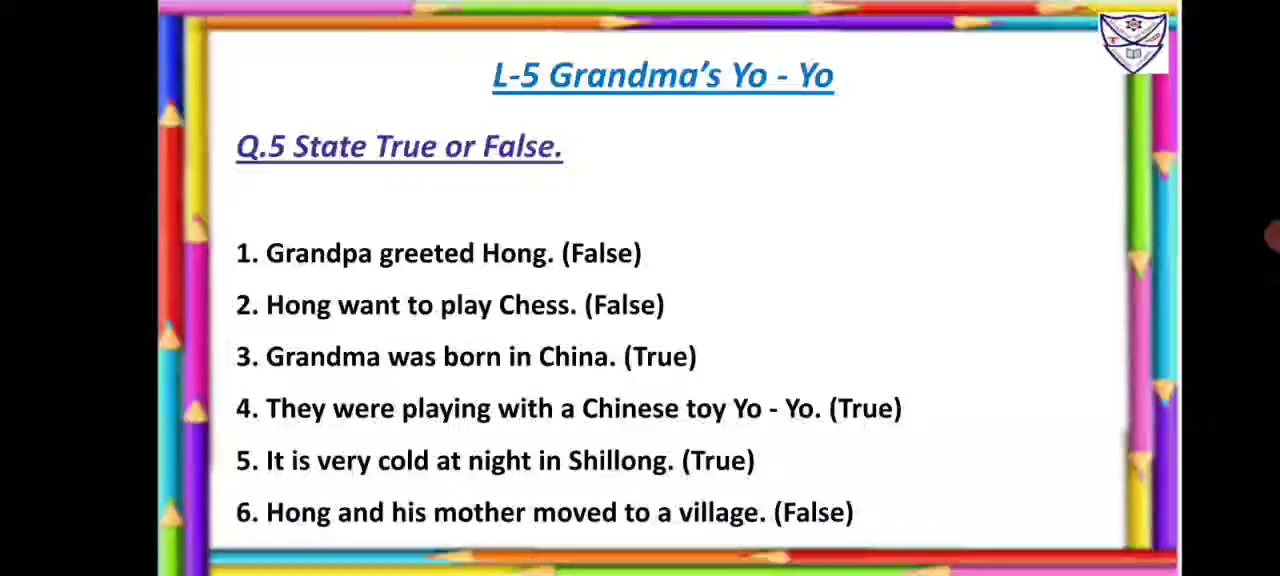 L-5 Grandma's Yo - Yo
Q.5 State True or False.
1. Grandpa greeted Hong. (False)
2. Hong want to play Chess. (False)
3. Grandma was born in China. (True)
4. They were playing with a Chinese toy Yo - Yo. (True)
5. It is very cold at night in Shillong. (True)
6. Hong and his mother moved to a village. (False)